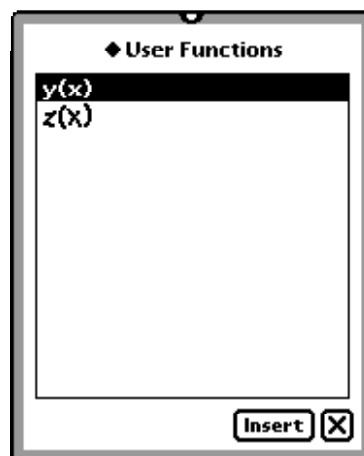 ◆ User Functions
y(x)
z(x)
Insert